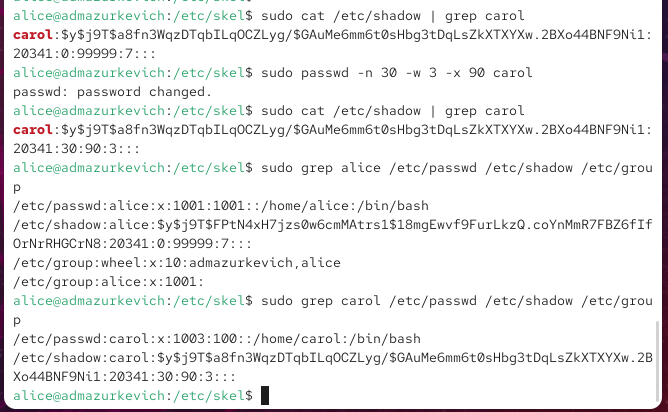 alice@admazurkevich:/etc/skel$ sudo cat /etc/shadow | grep carol
carol:$y$j9T$a8fn3WqzDTqbILqOCZLyg/$GAuMe6mm6t0sHbg3tDqLsZkXTXYXw.2BXo44BNF9Ni1:
20341:0:99999:7:::
alice@admazurkevich:/etc/skel$ sudo passwd -n 30 -w 3 -x 90 carol
passwd: password changed.
alice@admazurkevich:/etc/skel$ sudo cat /etc/shadow | grep carol
carol:$y$j9T$a8fn3WqzDTqbILqOCZLyg/$GAuMe6mm6t0sHbg3tDqLsZkXTXYXw.2BXo44BNF9Ni1:
20341:30:90:3:::
alice@admazurkevich:/etc/skel$ sudo grep alice /etc/passwd /etc/shadow /etc/grou
p
/etc/passwd:alice:x:1001:1001::/home/alice:/bin/bash
/etc/shadow:alice:$y$j9T$FPtN4xH7jzs0w6cmMAtrs1$18mgEwvf9FurLkzQ.coYnMmR7FBZ6fIf
OrNrRHGCrN8:20341:0:99999:7:::
/etc/group:wheel:x:10:admazurkevich,alice
/etc/group:alice:x:1001:
alice@admazurkevich:/etc/skel$ sudo grep carol /etc/passwd /etc/shadow /etc/grou
p
/etc/passwd:carol:x:1003:100::/home/carol:/bin/bash
/etc/shadow:carol:$y$j9T$a8fn3WqzDTqbILqOCZLyg/$GAuMe6mm6t0sHbg3tDqLsZkXTXYXw.2B
Xo44BNF9Ni1:20341:30:90:3:::
alice@admazurkevich:/etc/skel$